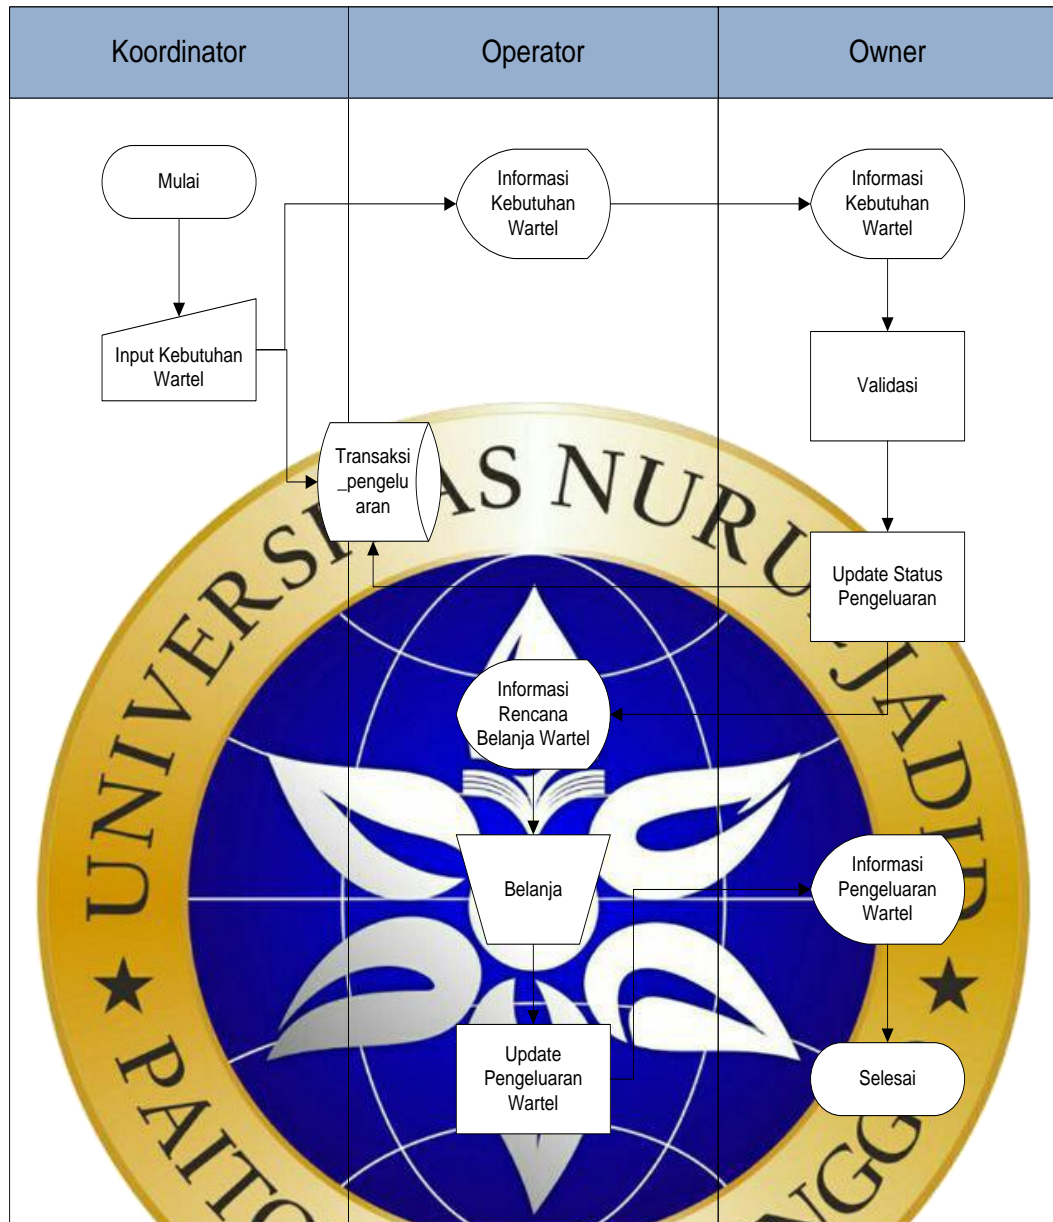 Koordinator
Operator
Owner
Mulai
Informasi
Kebutuhan
Wartel
Informasi
Kebutuhan
Wartel
Input Kebutuhan
Wartel
Validasi
Transaksi
_pengelu
aran
Update Status
Pengeluaran
Informasi
Rencana
Belanja Wartel
Belanja
Informasi
Pengeluaran
Wartel
Update
Pengeluaran
Wartel
Selesai